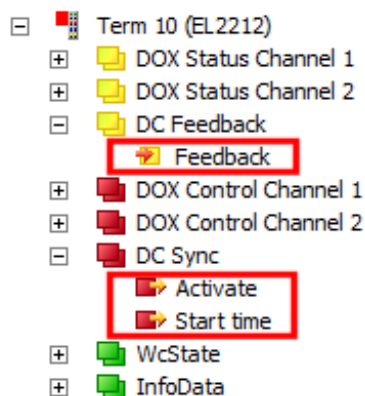 Term 10 (EL2212)
DOX Status Channel 1
DOX Status Channel 2
DC Feedback
Feedback
DOX Control Channel 1
DOX Control Channel 2
DC Sync
Activate
Start time
WcState
InfoData